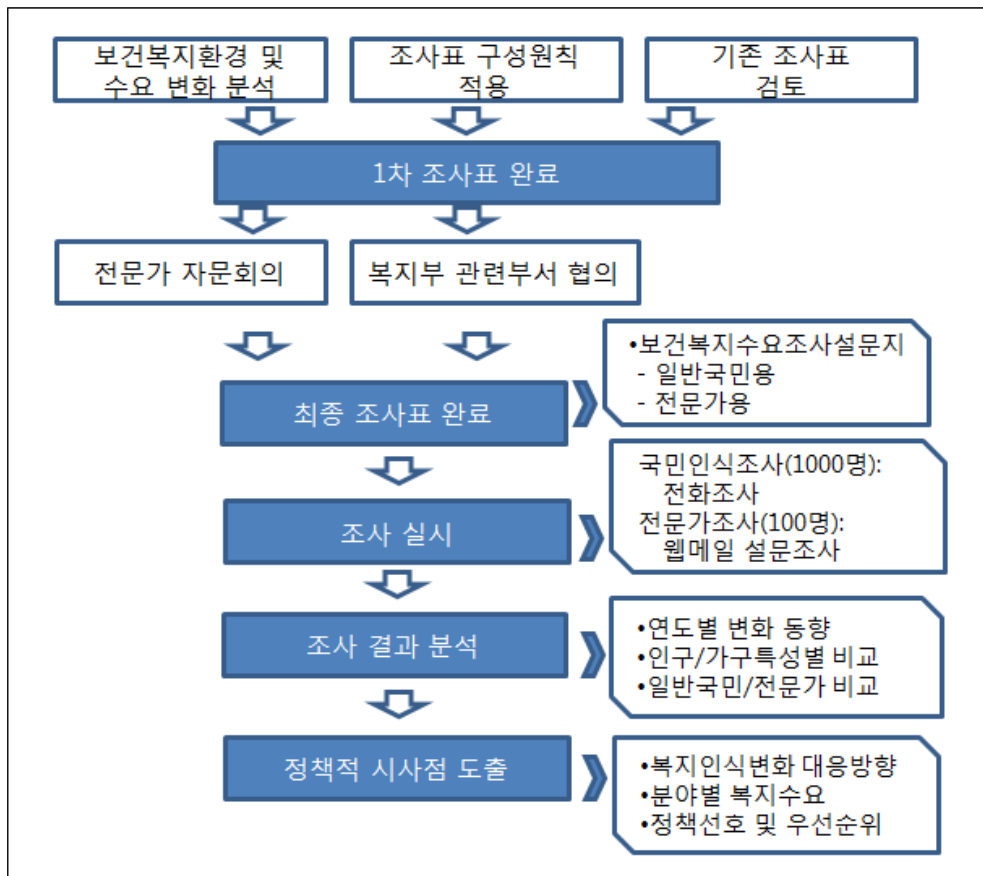 보건복지환경 및
수요 변화 분석
조사표 구성원칙
적용
기존 조사표
검토
1차 조사표 완료
전문가 자문회의
복지부 관련부서 협의
최종 조사표 완료
•보건복지수요조사설문지
- 일반국민용
- 전문가용
조사 실시
국민인식조사(1000명):
전화조사
전문가조사(100명):
웹메일 설문조사
조사 결과 분석
•연도별 변화 동향
•인구/가구특성별 비교
•일반국민/전문가 비교
정책적 시사점 도출
•복지인식변화 대응방향
•분야별 복지수요
•정책선호 및 우선순위